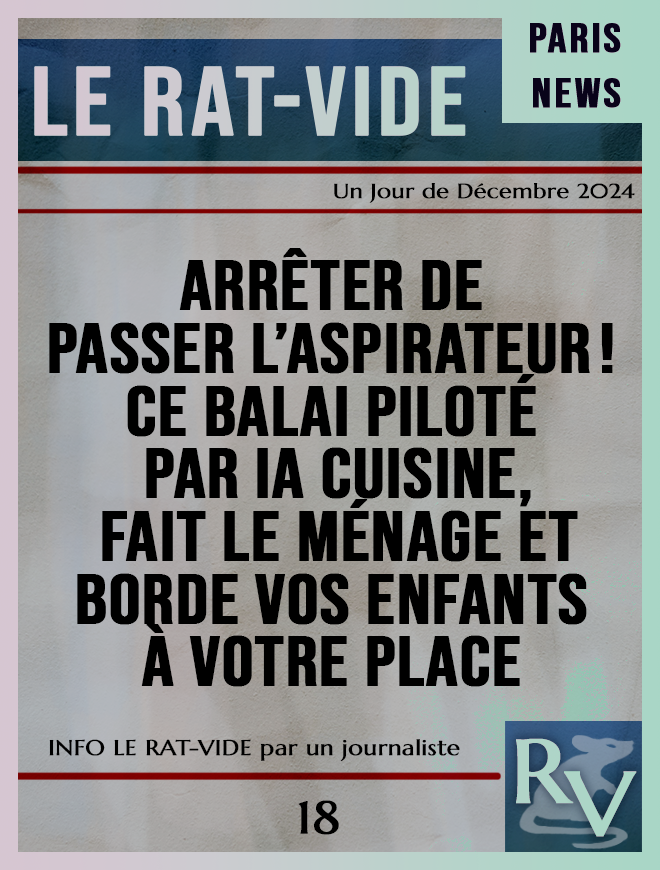 LE RAT-VIDE
PARIS
NEWS
Un Jour de Décembre 2024
ARRÊTER DE
PASSER L'ASPIRATEUR !
CE BALAI PILOTÉ
PAR IA CUISINE,
FAIT LE MÉNAGE ET
BORDE VOS ENFANTS
À VOTRE PLACE
INFO LE RAT-VIDE par un journaliste
18
RV